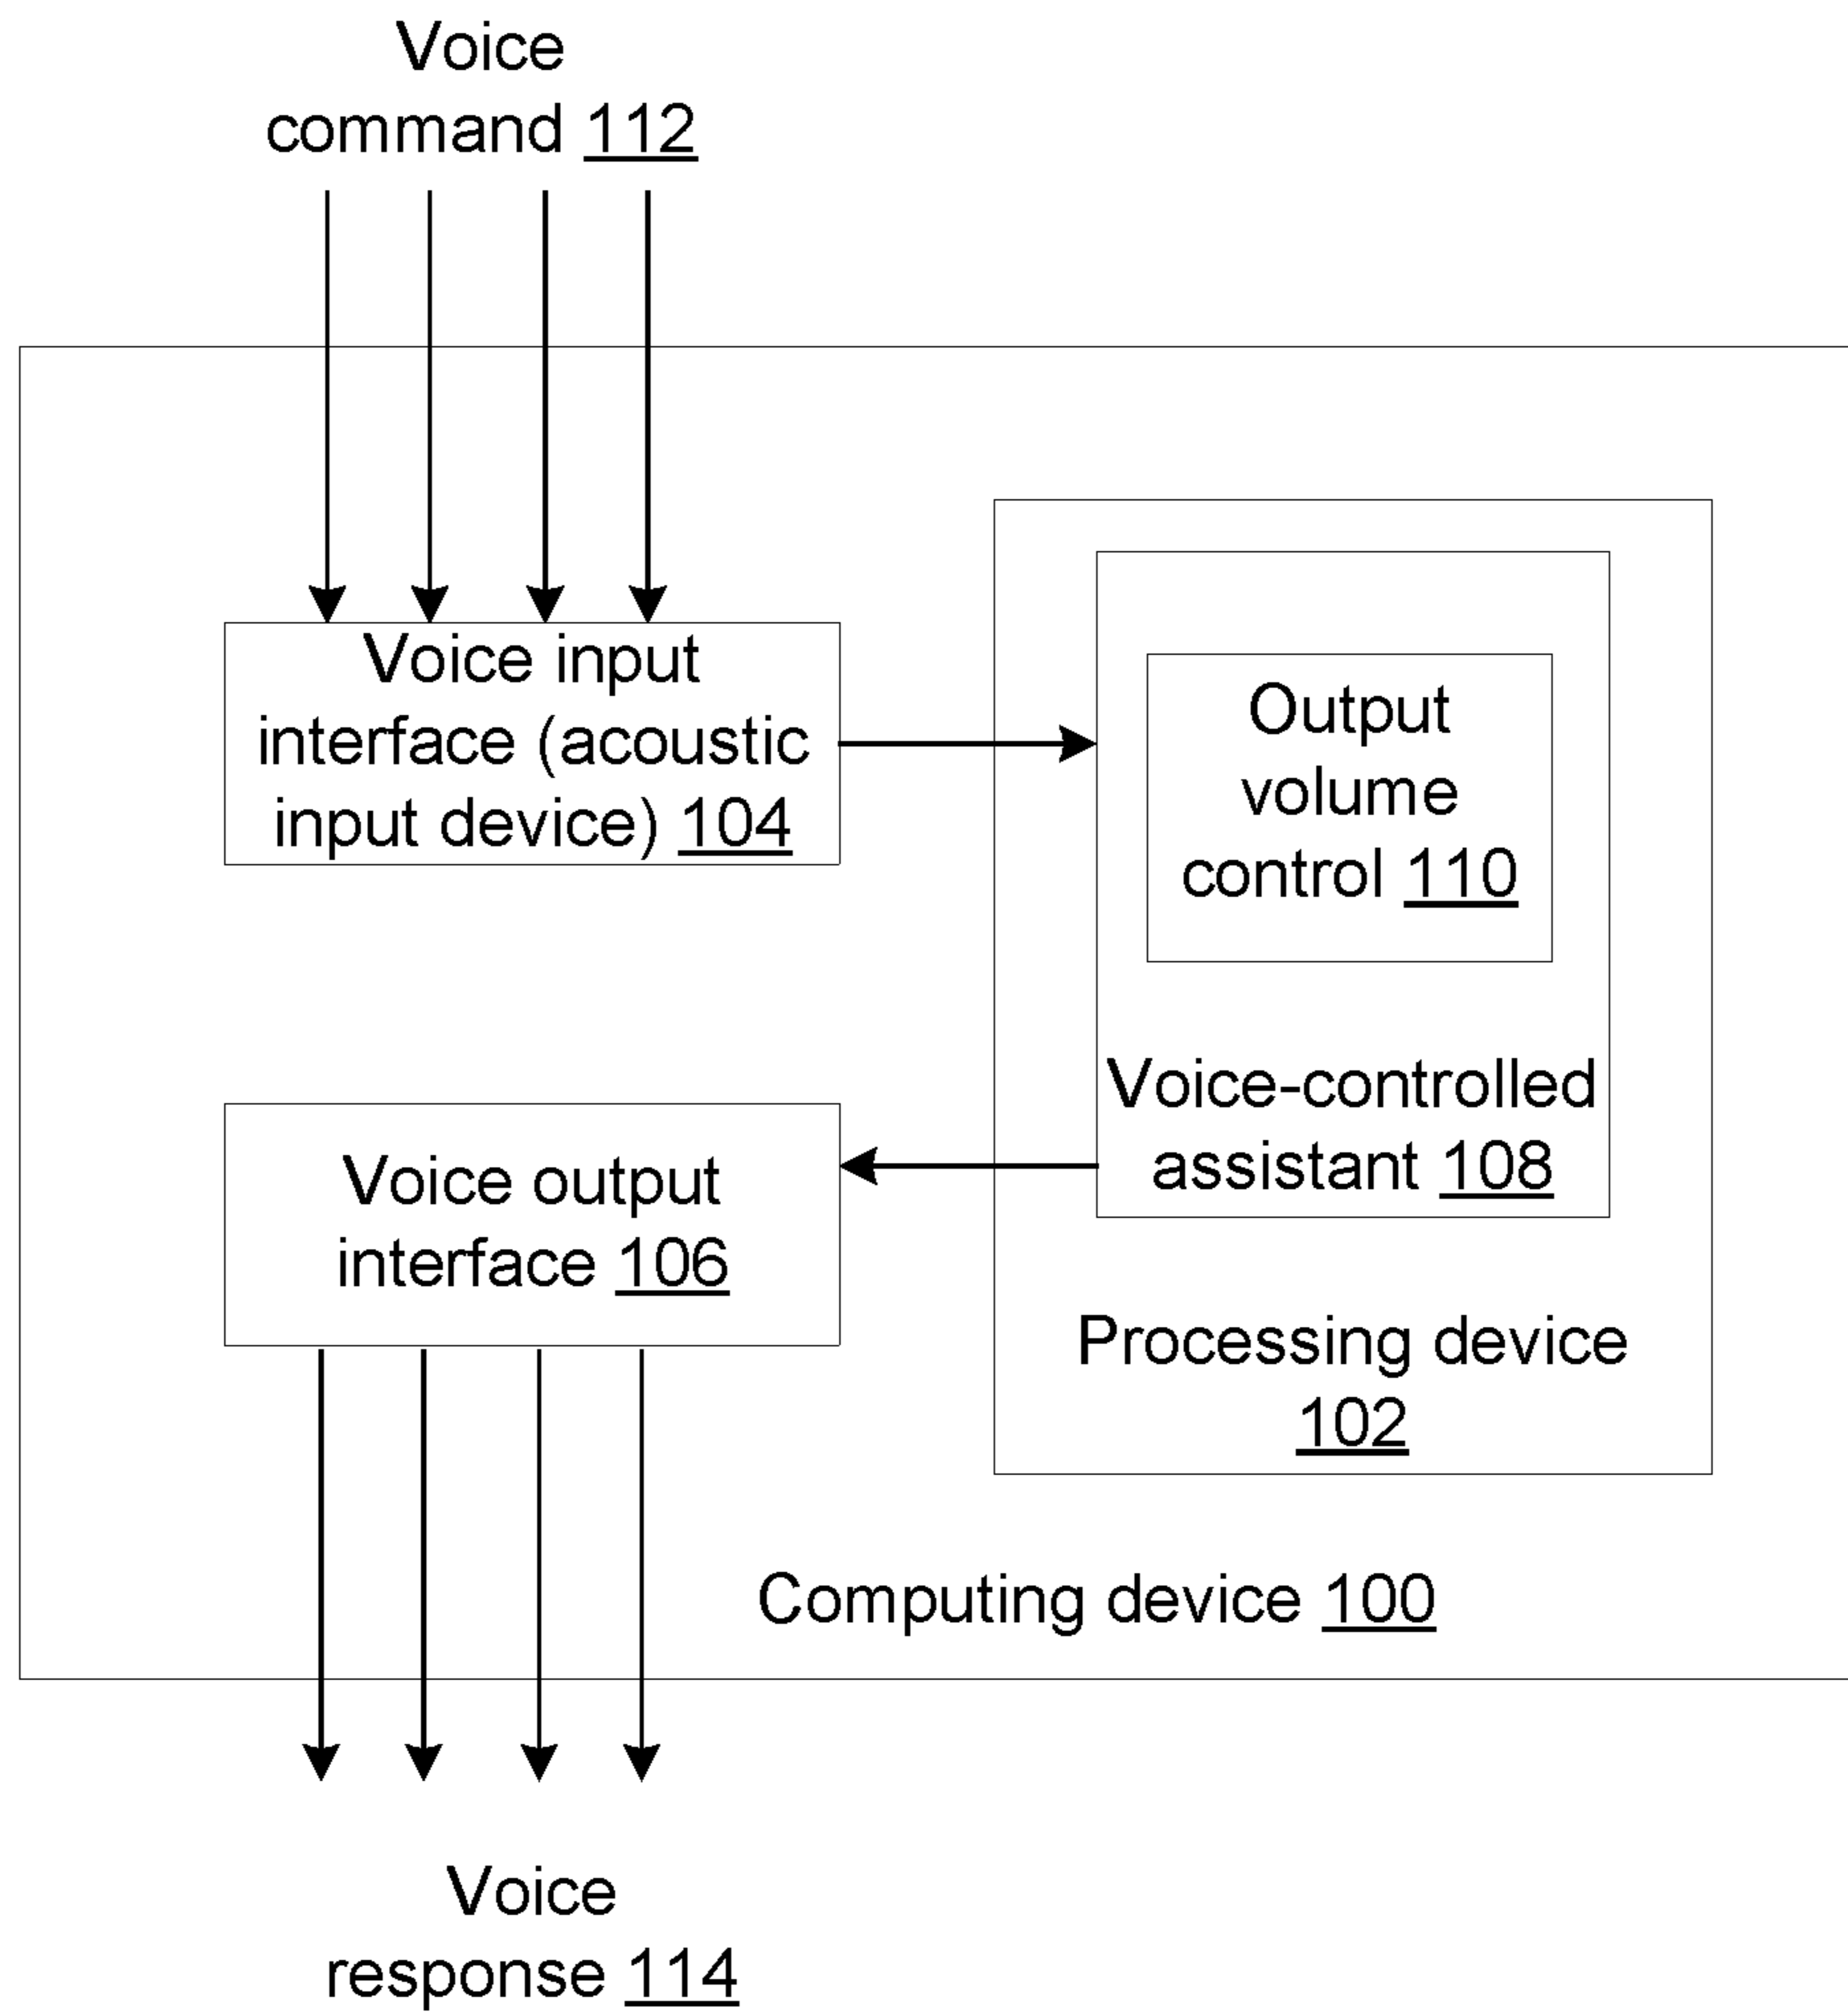 Voice
command 112
Voice input
interface (acoustic
input device) 104
Output
volume
control 110
Voice-controlled
assistant 108
Voice output
interface 106
Processing device
102
Computing device 100
Voice
response 114